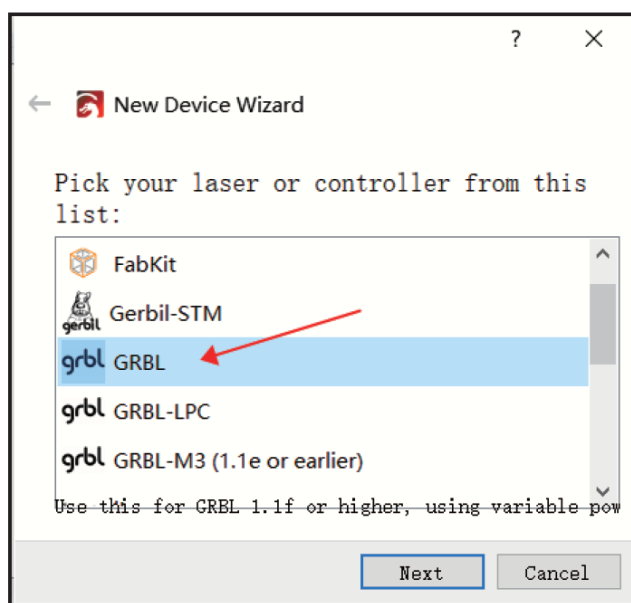 ?
New Device Wizard
Pick your laser or controller from this
list:
FabKit
gerbil Gerbil-STM
grbl GRBL
grbl GRBL-LPC
grbl GRBL-M3 (1.1e or earlier)
Use this for GRBL 1.1f or higher, using variable pow
Next Cancel